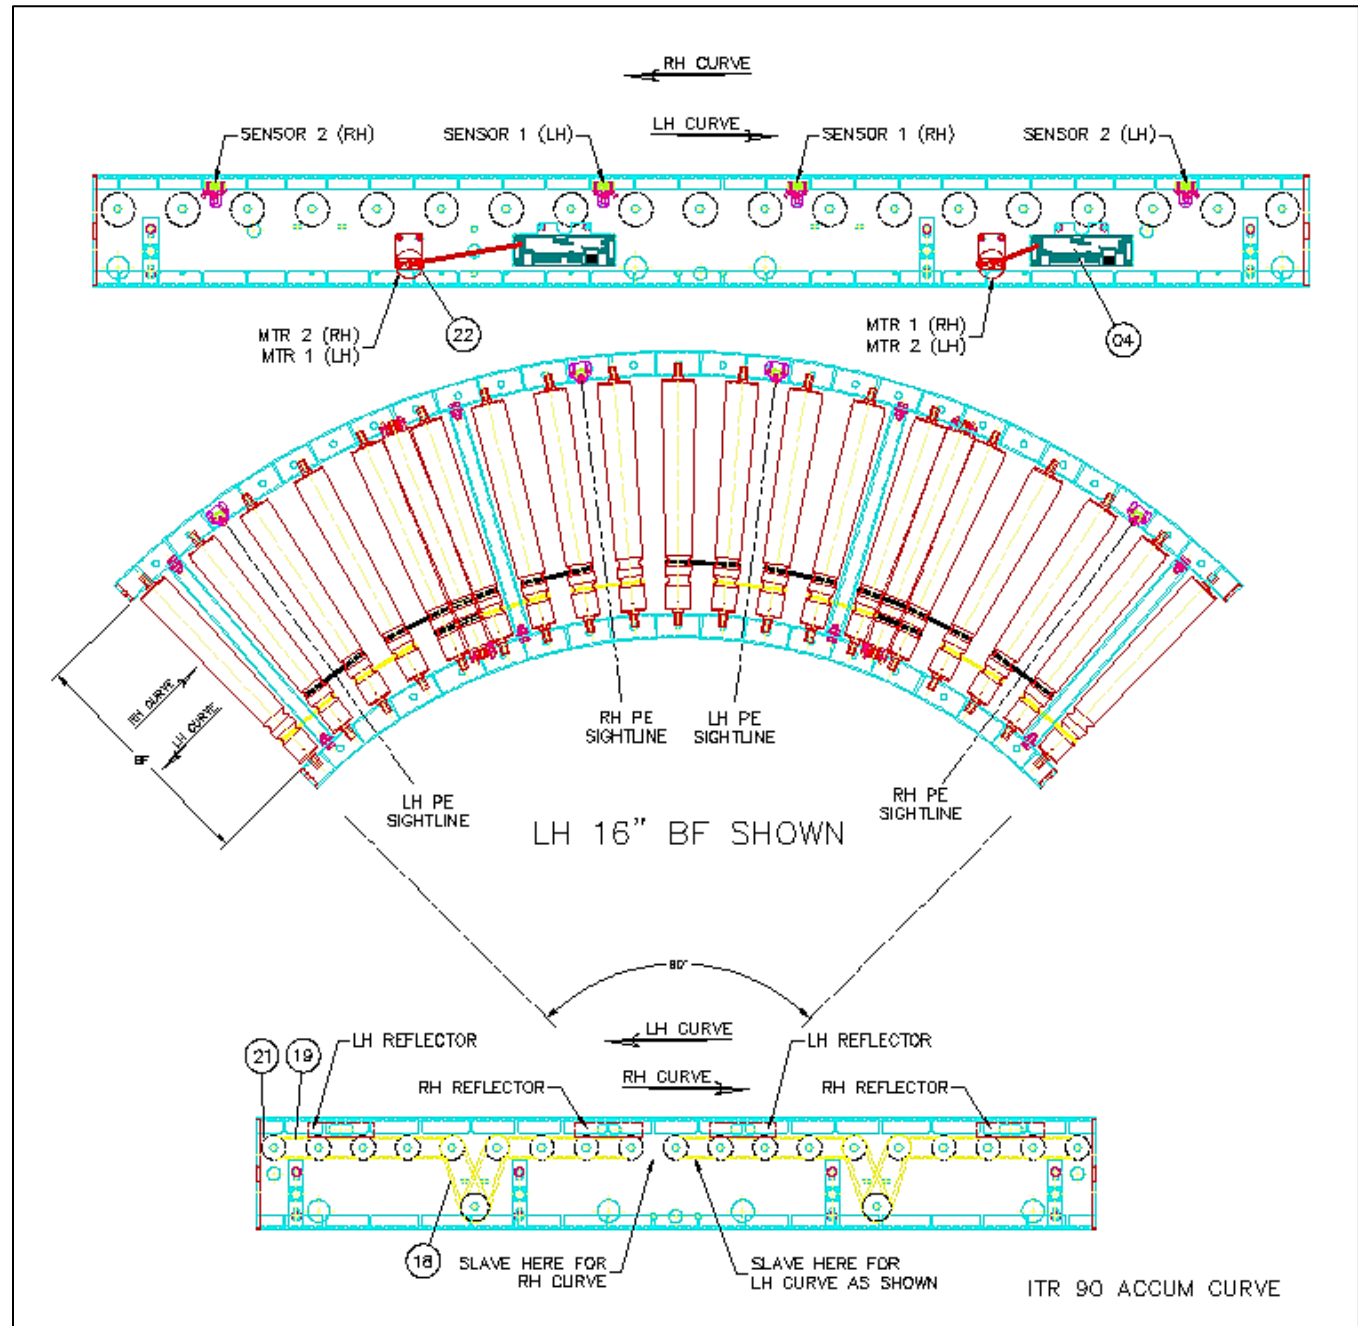 RH CURVE
LH CURVE
SENSOR 2 (RH)
SENSOR 1 (LH)
SENSOR 1 (RH)
SENSOR 2 (LH)
MTR 2 (RH)
MTR 1 (LH)
22
MTR 1 (RH)
MTR 2 (LH)
04
RH CURVE
LH CURVE
BF
RH PE
SIGHTLINE
LH PE
SIGHTLINE
LH PE
SIGHTLINE
RH PE
SIGHTLINE
LH 16" BF SHOWN
LH CURVE
RH CURVE
21
19
LH REFLECTOR
RH REFLECTOR
LH REFLECTOR
RH REFLECTOR
18
SLAVE HERE FOR
RH CURVE
SLAVE HERE FOR
LH CURVE AS SHOWN
ITR 90 ACCUM CURVE